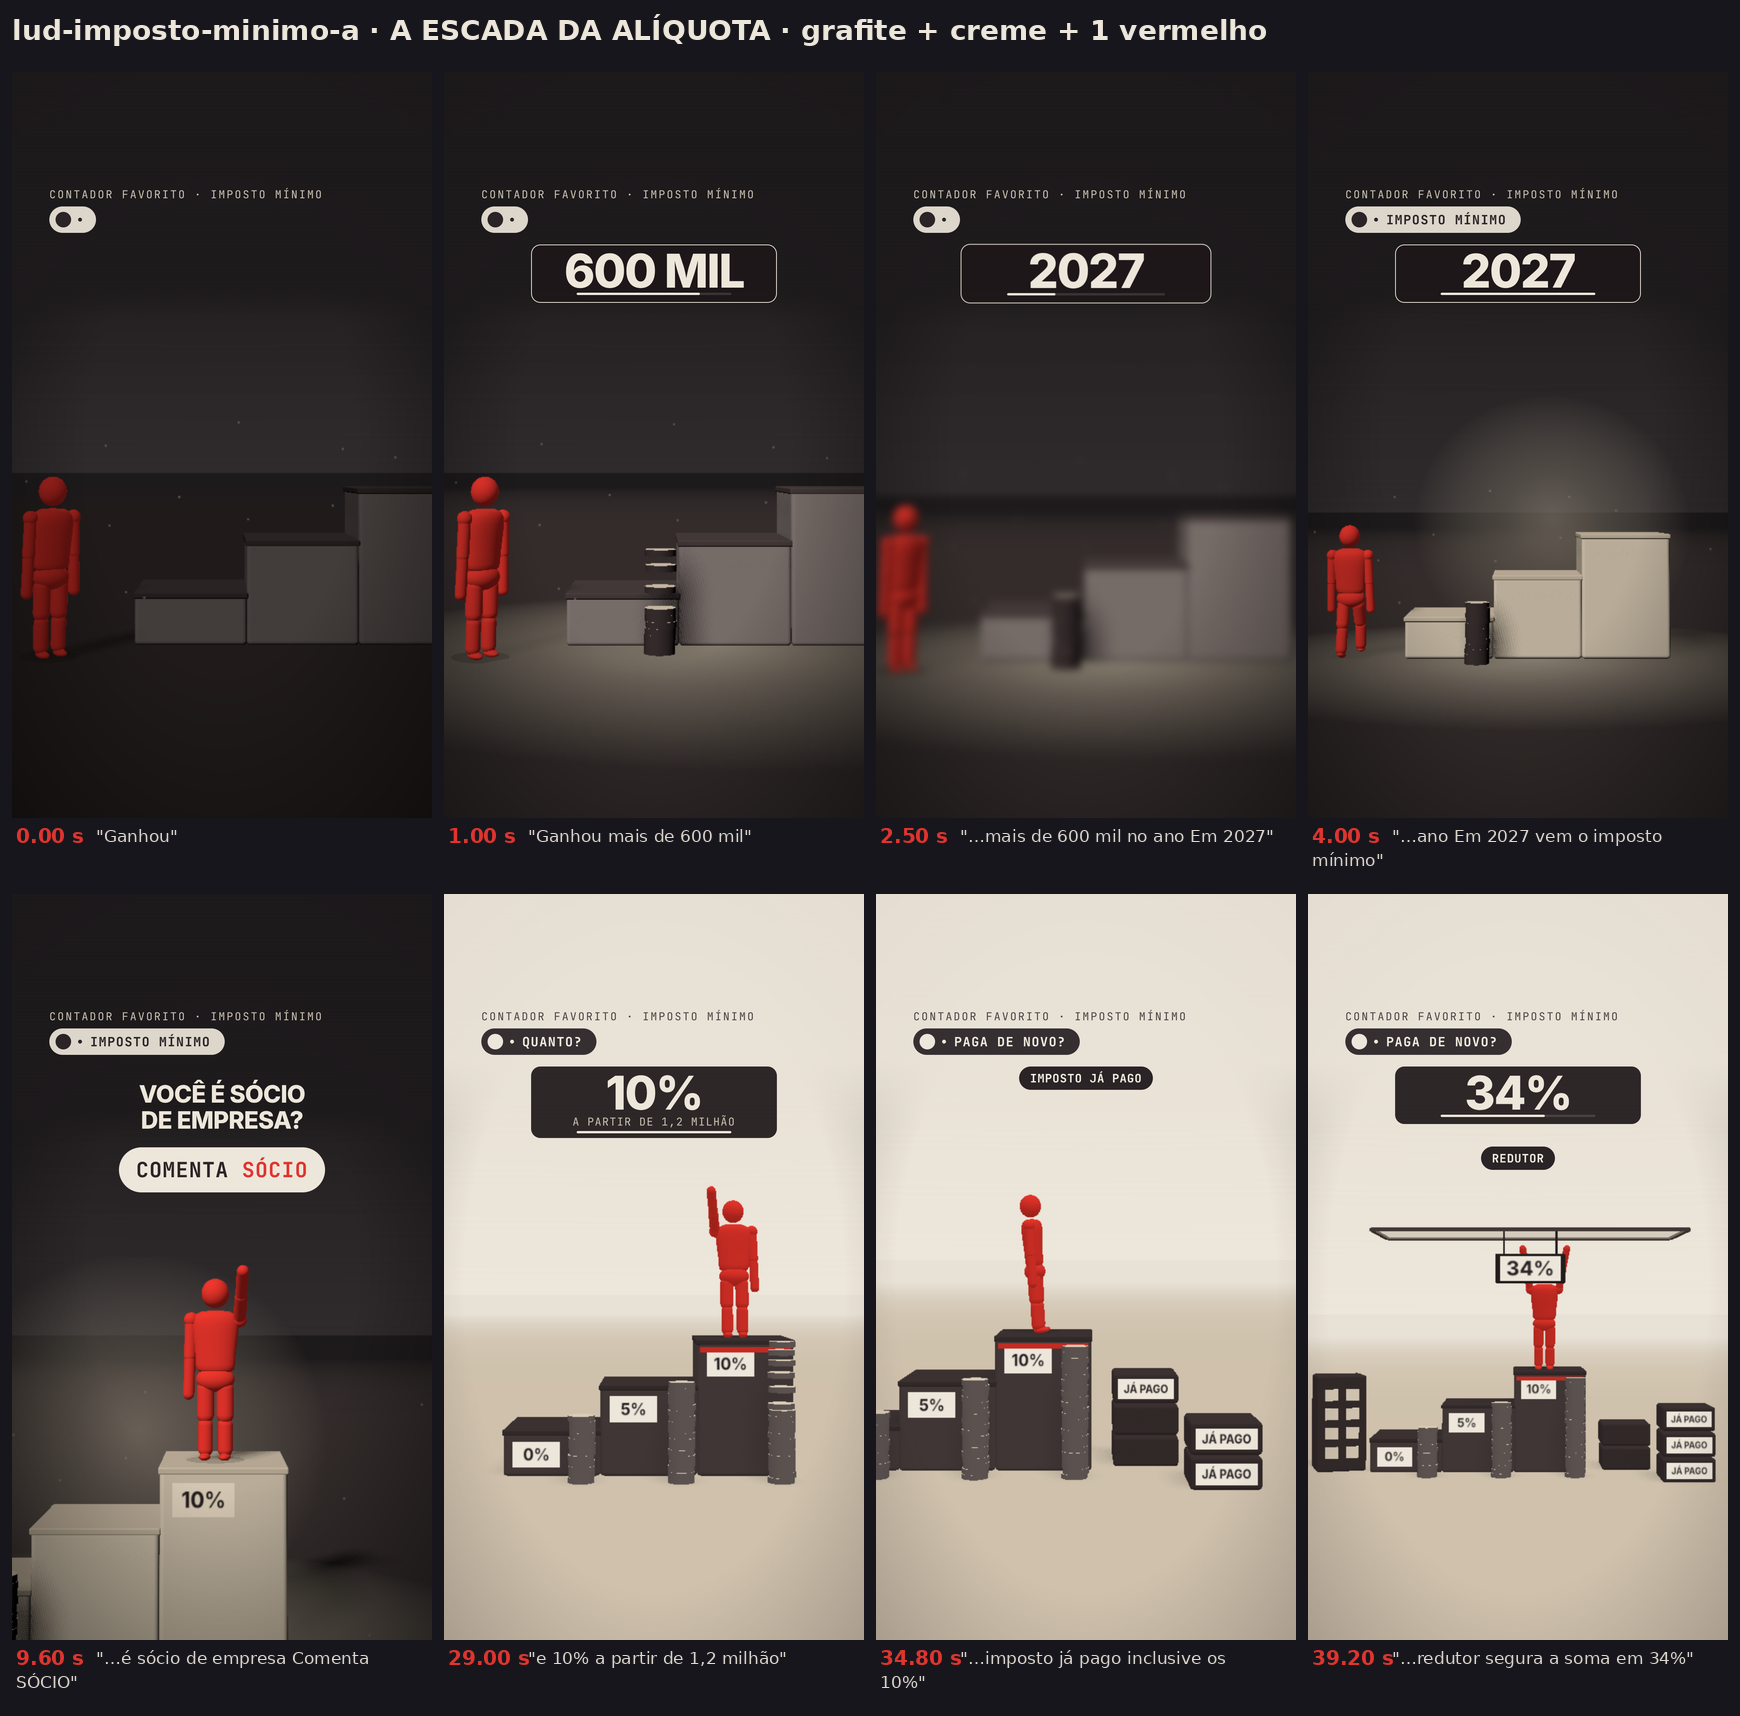 lud-imposto-minimo-a · A ESCADA DA ALÍQUOTA · grafite + creme + 1 vermelho
CONTADOR FAVORITO · IMPOSTO MÍNIMO
0.00 s "Ganhou"
CONTADOR FAVORITO · IMPOSTO MÍNIMO
600 MIL
1.00 s "Ganhou mais de 600 mil"
CONTADOR FAVORITO · IMPOSTO MÍNIMO
2027
2.50 s "...mais de 600 mil no ano Em 2027"
CONTADOR FAVORITO · IMPOSTO MÍNIMO
• IMPOSTO MÍNIMO
2027
4.00 s "...ano Em 2027 vem o imposto
mínimo"
CONTADOR FAVORITO · IMPOSTO MÍNIMO
• IMPOSTO MÍNIMO
VOCÊ É SÓCIO
DE EMPRESA?
COMENTA SÓCIO
10%
9.60 s "...é sócio de empresa Comenta
SÓCIO"
CONTADOR FAVORITO · IMPOSTO MÍNIMO
• QUANTO?
10%
A PARTIR DE 1,2 MILHÃO
10%
5%
0%
29.00 s "e 10% a partir de 1,2 milhão"
CONTADOR FAVORITO · IMPOSTO MÍNIMO
• PAGA DE NOVO?
IMPOSTO JÁ PAGO
10%
5%
JÁ PAGO
JÁ PAGO
JÁ PAGO
34.80 s "...imposto já pago inclusive os
10%"
CONTADOR FAVORITO · IMPOSTO MÍNIMO
• PAGA DE NOVO?
34%
REDUTOR
34%
10%
5%
0%
JÁ PAGO
JÁ PAGO
JÁ PAGO
39.20 s "...redutor segura a soma em 34%"